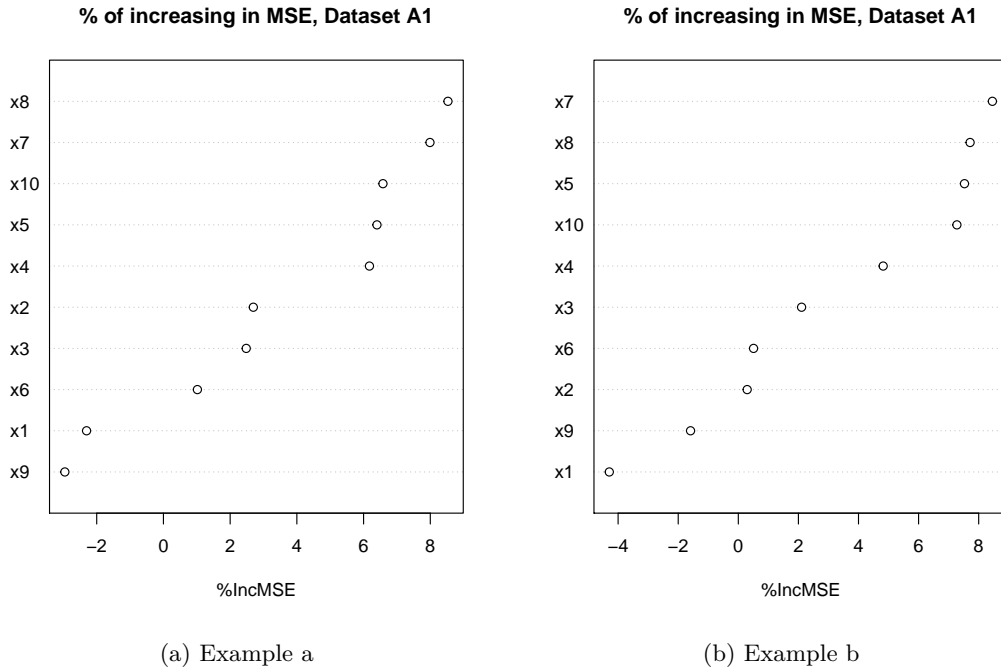 % of increasing in MSE, Dataset A1
x8
x7
x10
x5
x4
x2
x3
x6
x1
x9
−2 0 2 4 6 8
%IncMSE
(a) Example a
% of increasing in MSE, Dataset A1
x7
x8
x5
x10
x4
x3
x6
x2
x9
x1
−4 −2 0 2 4 6 8
%IncMSE
(b) Example b